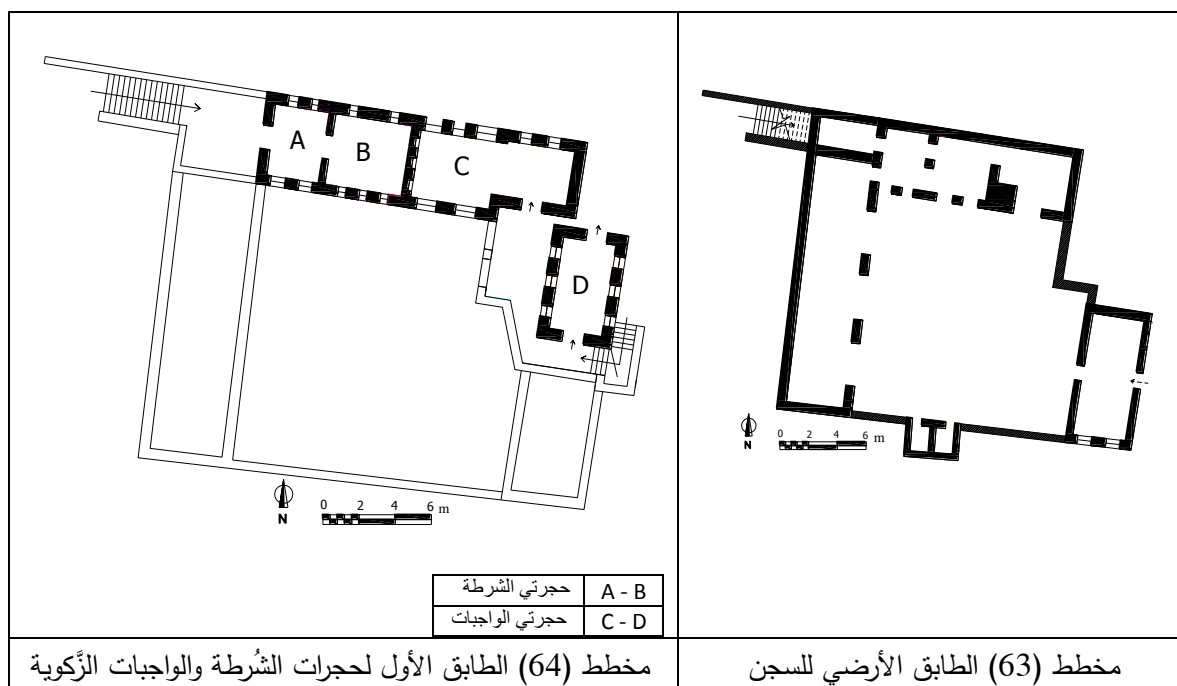 N
0 2 4 6 m
مخطط (63) الطابق الأرضي للسجن
A
B
C
D
N
0 2 4 6 m
A - B حجرتي الشرطة
C - D حجرتي الواجبات
مخطط (64) الطابق الأول لحجرات الشُرطة والواجبات الزَّكوية